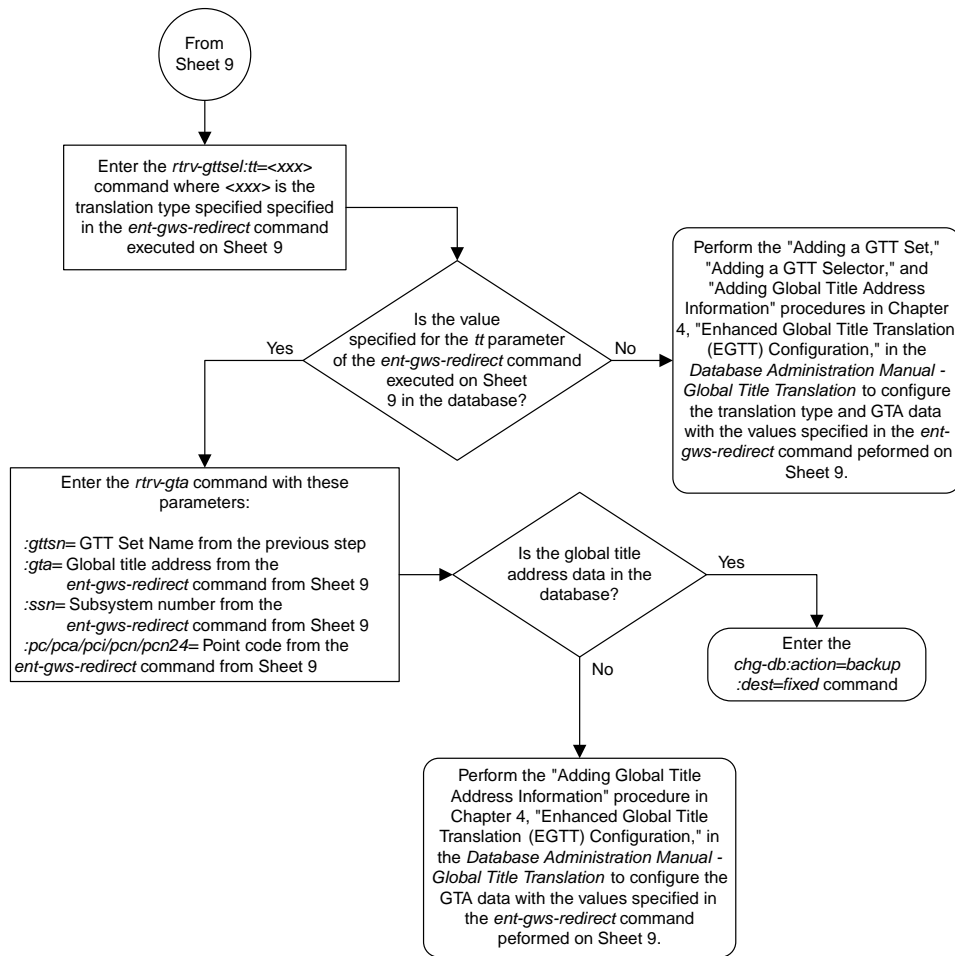 From
Sheet 9
Enter the rtrv-gttsel:tt=<xxx>
command where <xxx> is the
translation type specified specified
in the ent-gws-redirect command
executed on Sheet 9
Is the value
specified for the tt parameter
of the ent-gws-redirect command
executed on Sheet
9 in the database?
Yes
No
Perform the "Adding a GTT Set,"
"Adding a GTT Selector," and
"Adding Global Title Address
Information" procedures in Chapter
4, "Enhanced Global Title Translation
(EGTT) Configuration," in the
Database Administration Manual -
Global Title Translation to configure
the translation type and GTA data
with the values specified in the ent-
gws-redirect command peformed on
Sheet 9.
Enter the rtrv-gta command with these
parameters:
:gttsn= GTT Set Name from the previous step
:gta= Global title address from the
ent-gws-redirect command from Sheet 9
:ssn= Subsystem number from the
ent-gws-redirect command from Sheet 9
:pc/pca/pci/pcn/pcn24= Point code from the
ent-gws-redirect command from Sheet 9
Is the global title
address data in the
database?
Yes
No
Enter the
chg-db:action=backup
:dest=fixed command
Perform the "Adding Global Title
Address Information" procedure in
Chapter 4, "Enhanced Global Title
Translation (EGTT) Configuration," in
the Database Administration Manual -
Global Title Translation to configure the
GTA data with the values specified in
the ent-gws-redirect command
peformed on Sheet 9.